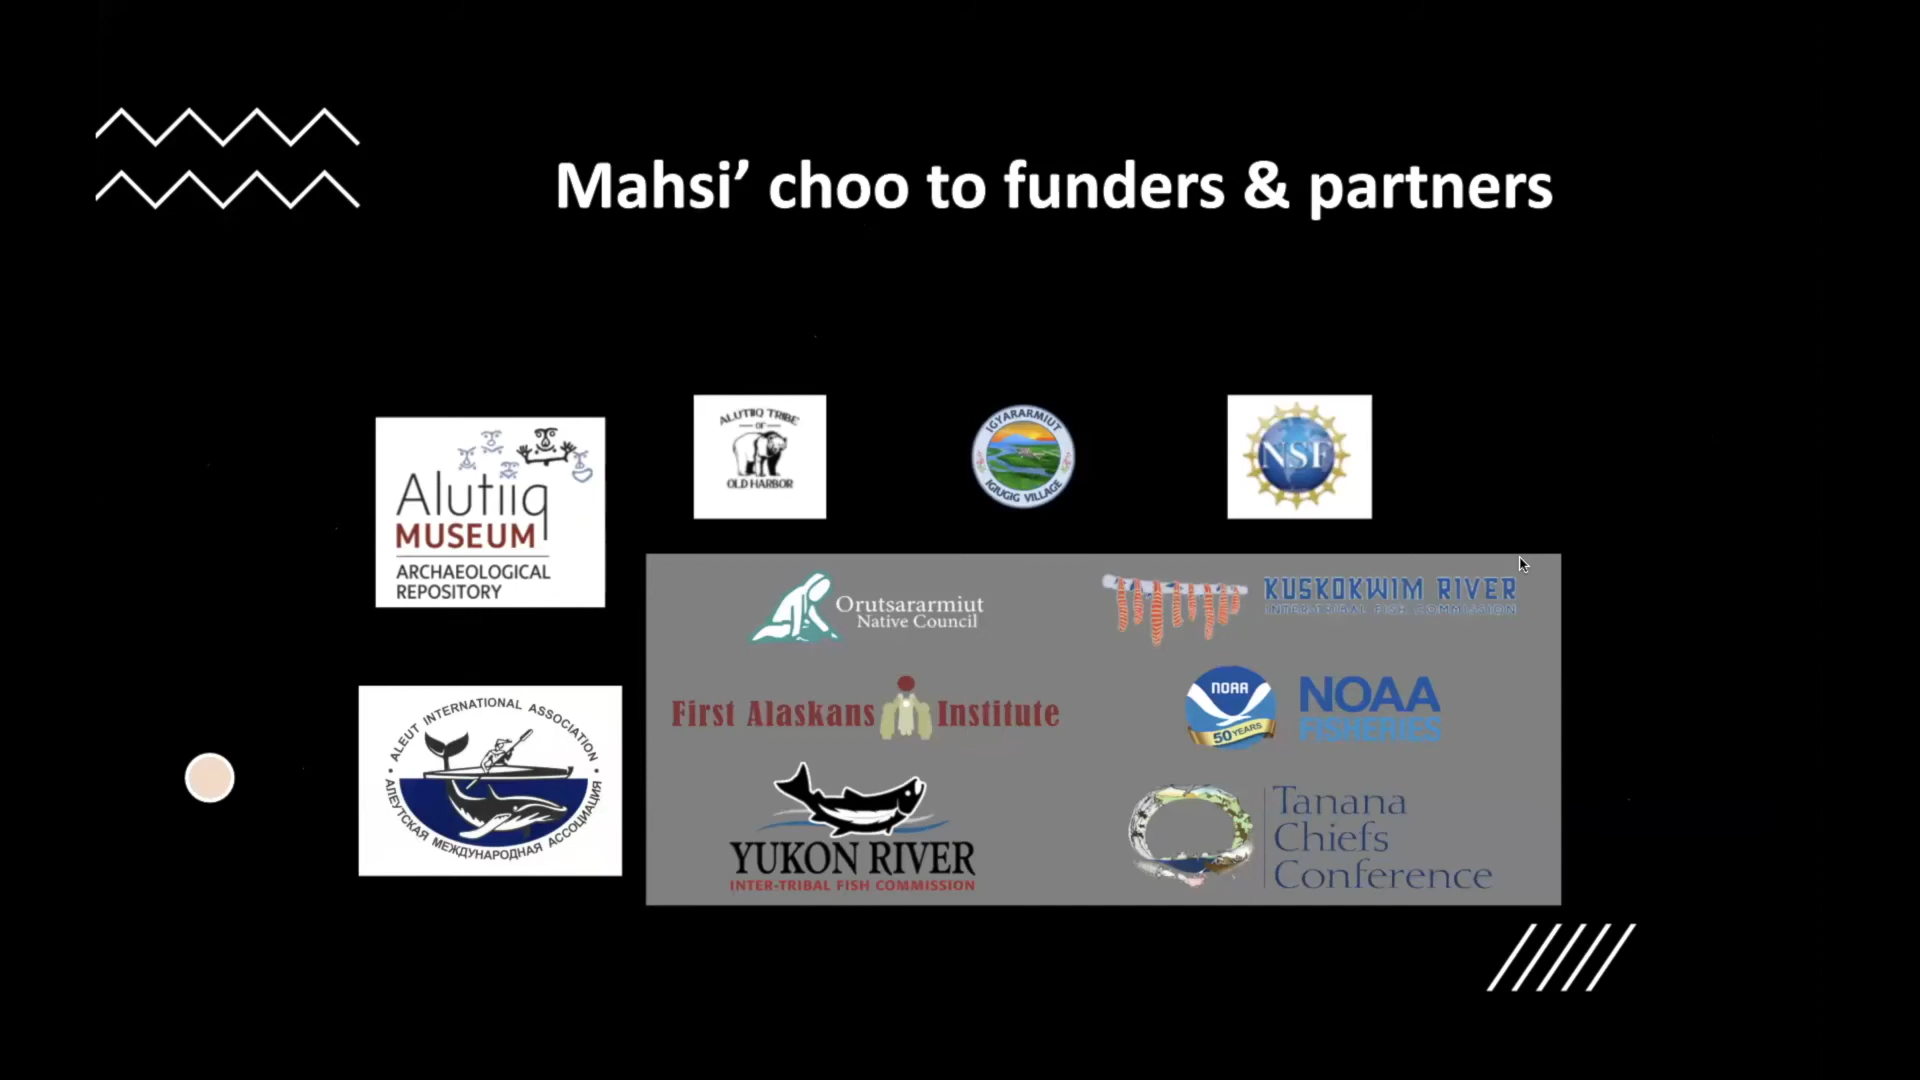 Mahsi’ choo to funders & partners
ALUTIIQ TRIBE
OF
OLD HARBOR
IGYARARMIUT
IGIUGIG VILLAGE
NSF
Alutiiq
MUSEUM
ARCHAEOLOGICAL
REPOSITORY
Orutsararmiut
Native Council
KUSKOKWIM RIVER
INTER-TRIBAL FISH COMMISSION
First Alaskans Institute
NOAA
50 YEARS
NOAA
FISHERIES
ALEUT INTERNATIONAL ASSOCIATION
АЛЕУТСКАЯ МЕЖДУНАРОДНАЯ АССОЦИАЦИЯ
YUKON RIVER
INTER-TRIBAL FISH COMMISSION
Tanana
Chiefs
Conference